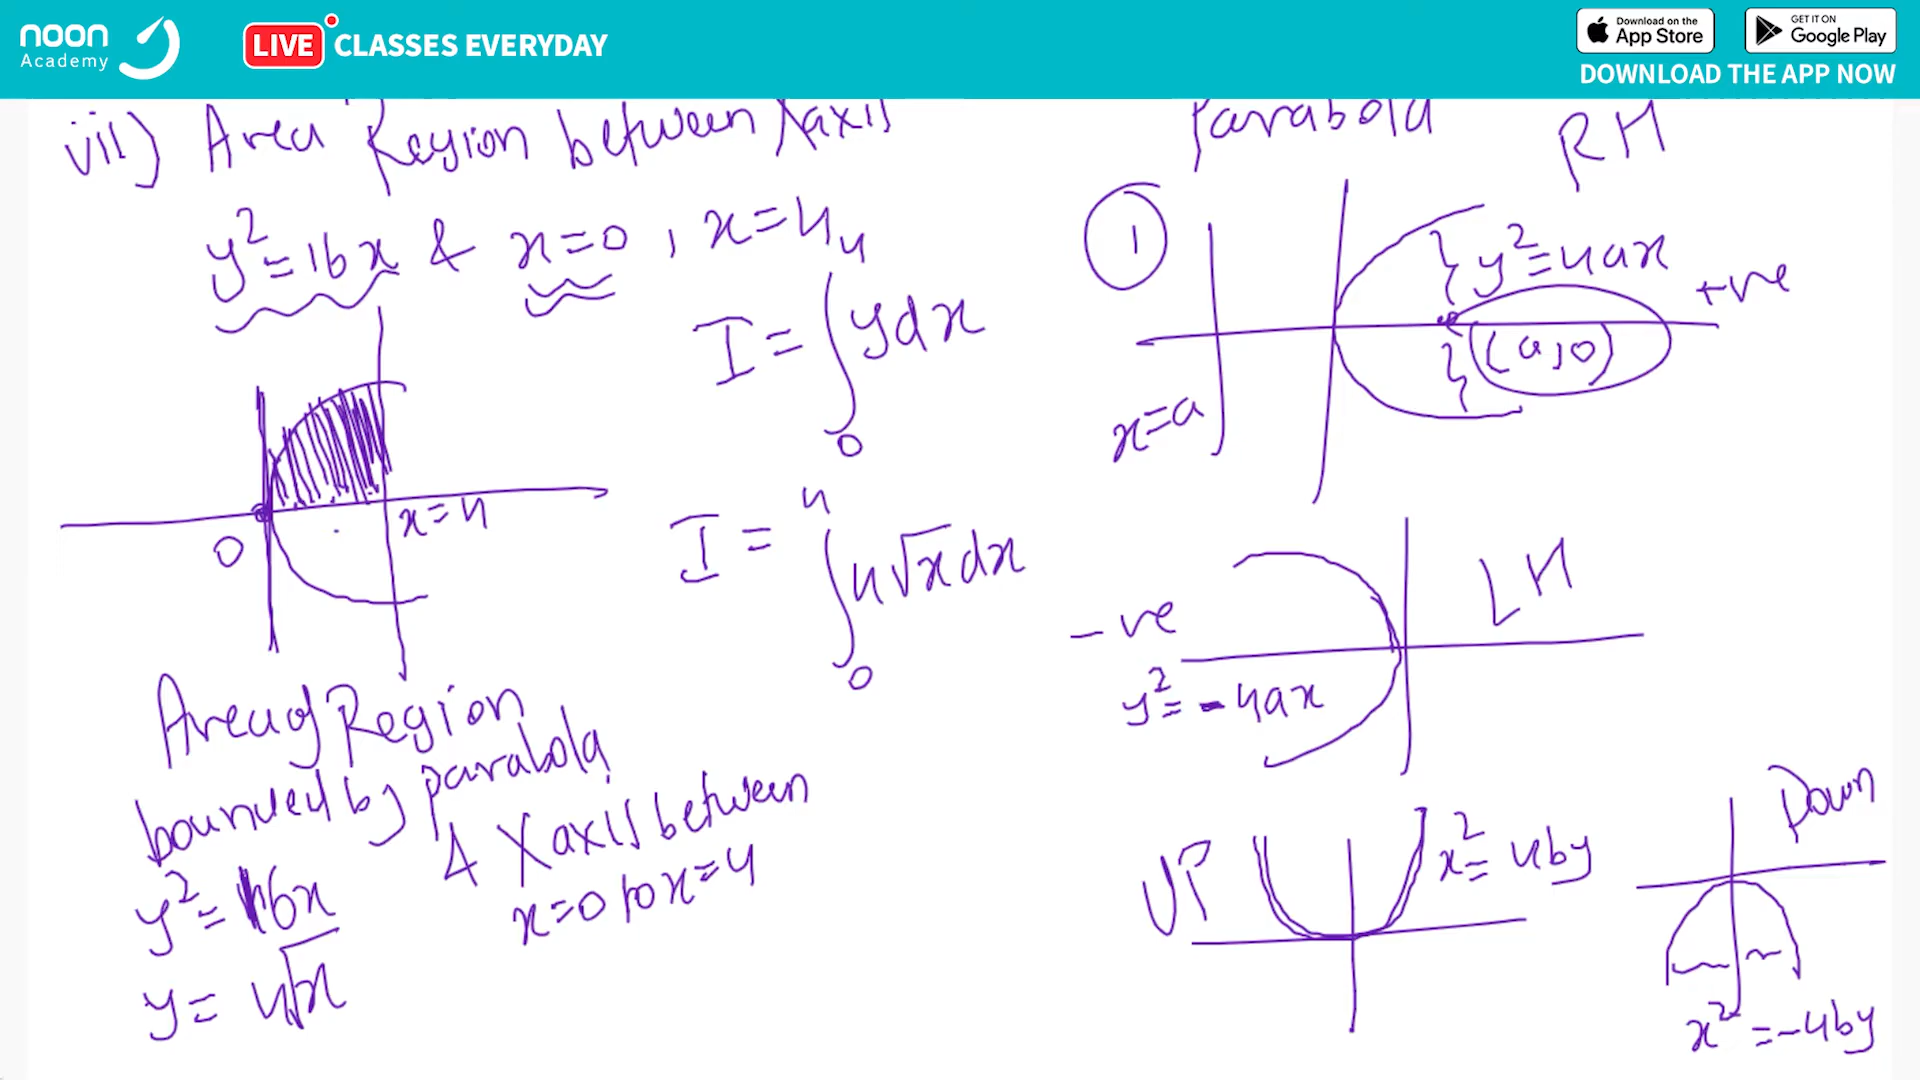 noon
Academy
LIVE CLASSES EVERYDAY
Download on the
App Store
GET IT ON
Google Play
DOWNLOAD THE APP NOW
vii) Area Region between Xaxis
y²=16x & x=0, x=4
I = ∫₀⁴ y dx
x=4
0
I = ∫₀⁴ 4√x dx
Area of Region
bounded by parabola
& Xaxis between
x=0 to x=4
y²=16x
y=4√x
Parabola RH
1
y²=4ax
+ve
(a,0)
x=a
LH
-ve
y²=-4ax
UP
x²=4by
Down
x²=-4by